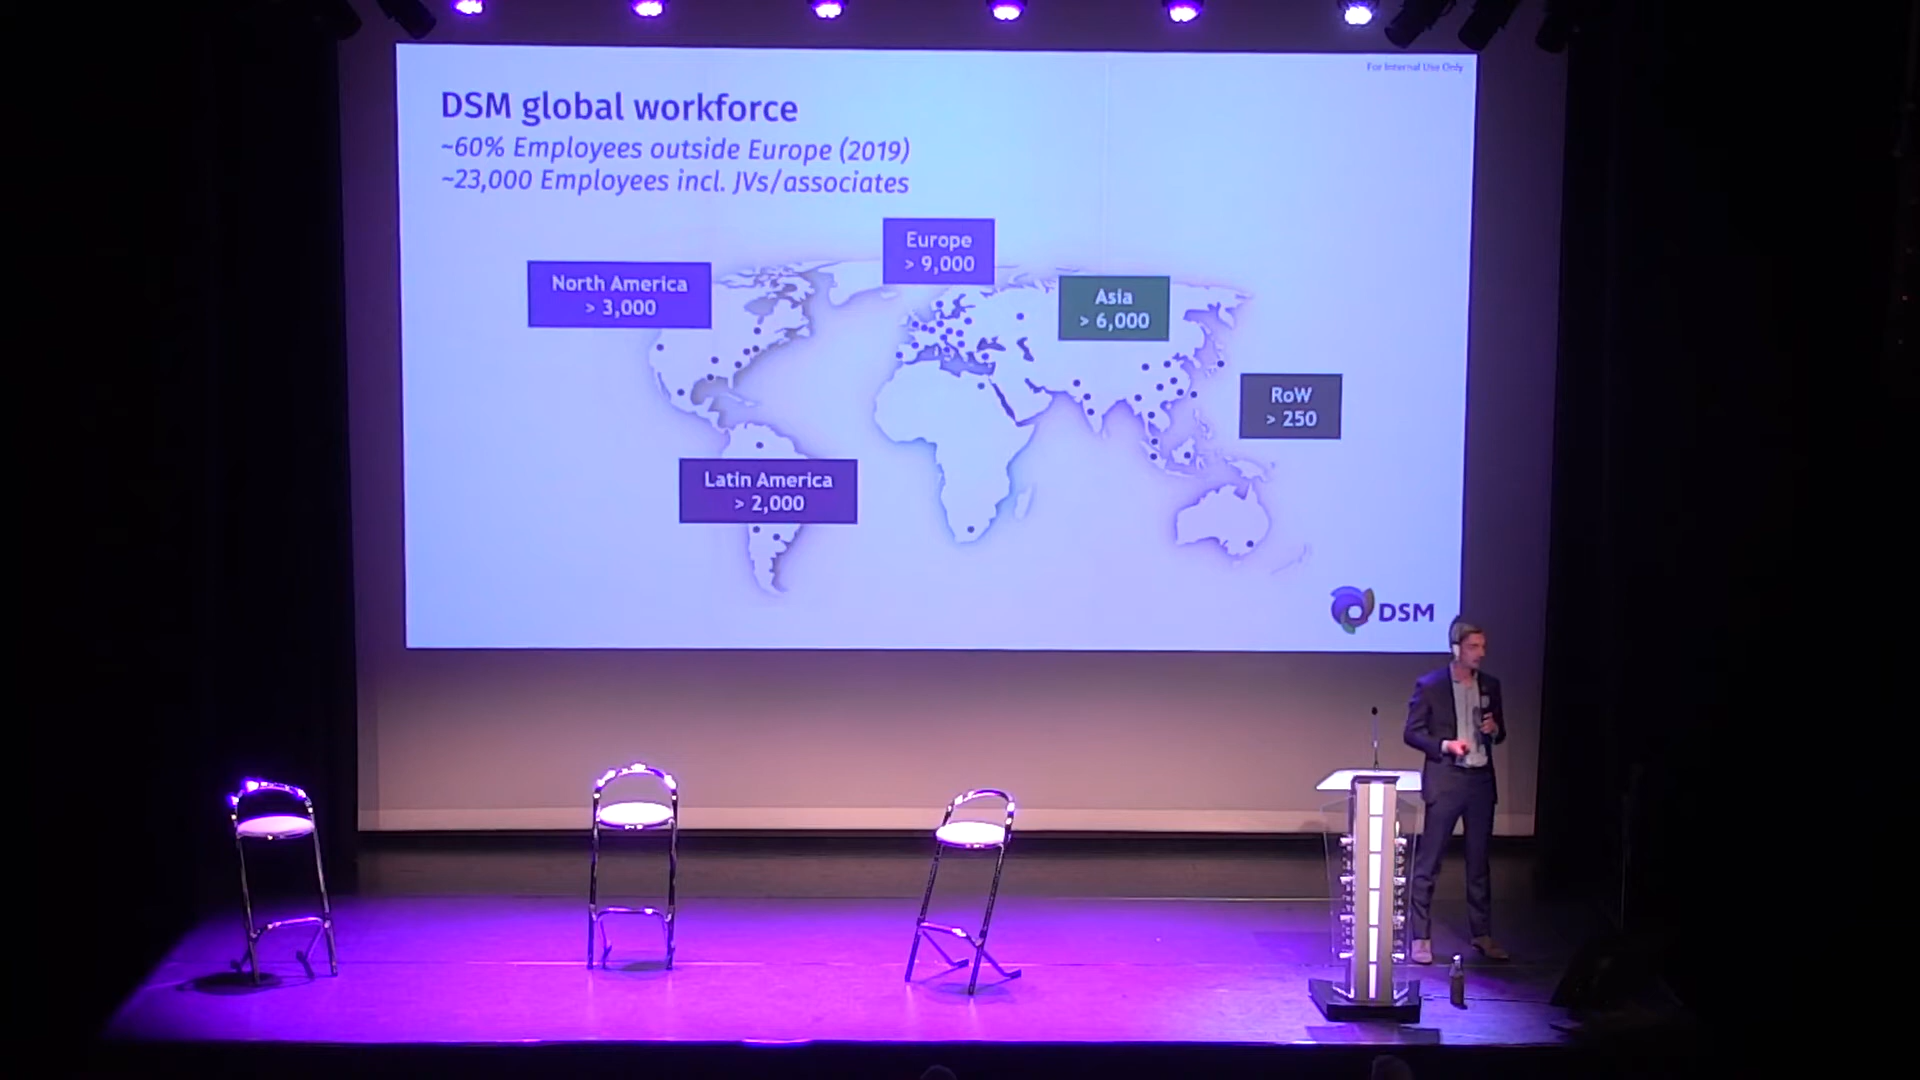 For Internal Use Only
DSM global workforce
~60% Employees outside Europe (2019)
~23,000 Employees incl. JVs/associates
Europe
> 9,000
North America
> 3,000
Asia
> 6,000
RoW
> 250
Latin America
> 2,000
DSM